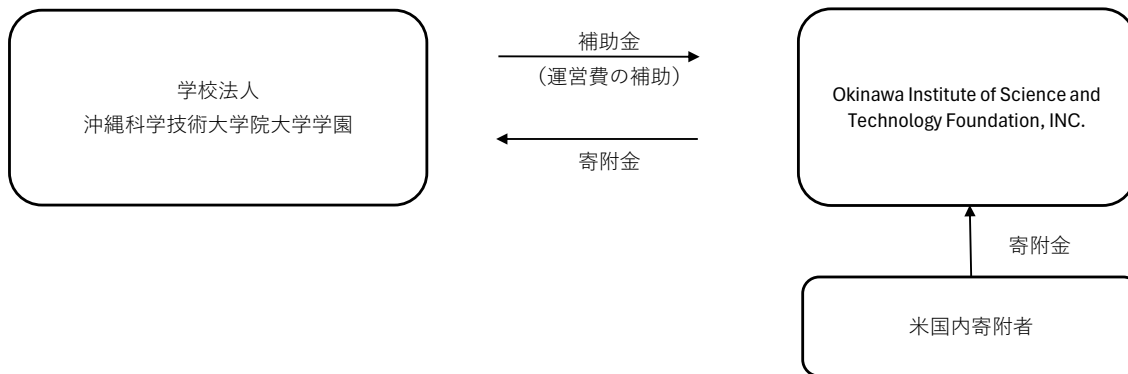 学校法人
沖縄科学技術大学院大学学園
補助金
（運営費の補助）
寄附金
Okinawa Institute of Science and
Technology Foundation, INC.
寄附金
米国内寄附者